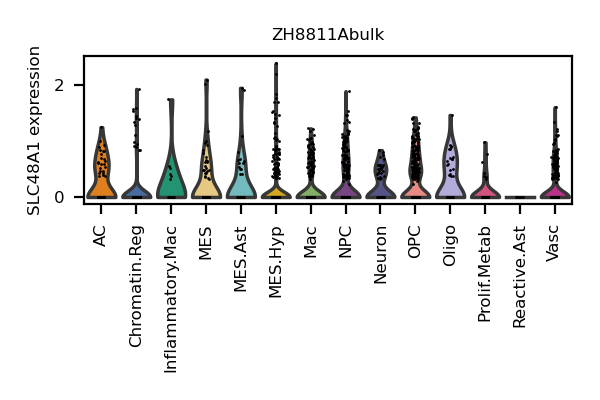 ZH8811Abulk
SLC48A1 expression
2
0
AC
Chromatin.Reg
Inflammatory.Mac
MES
MES.Ast
MES.Hyp
Mac
NPC
Neuron
OPC
Oligo
Prolif.Metab
Reactive.Ast
Vasc